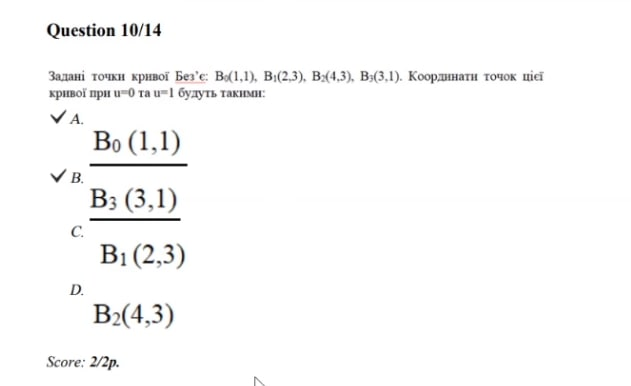 Question 10/14
Задані точки кривої Без'є: B₀(1,1), B₁(2,3), B₂(4,3), B₃(3,1). Координати точок цієї
кривої при u=0 та u=1 будуть такими:
✓ A.
B₀ (1,1)
✓ B.
B₃ (3,1)
C.
B₁ (2,3)
D.
B₂(4,3)
Score: 2/2p.